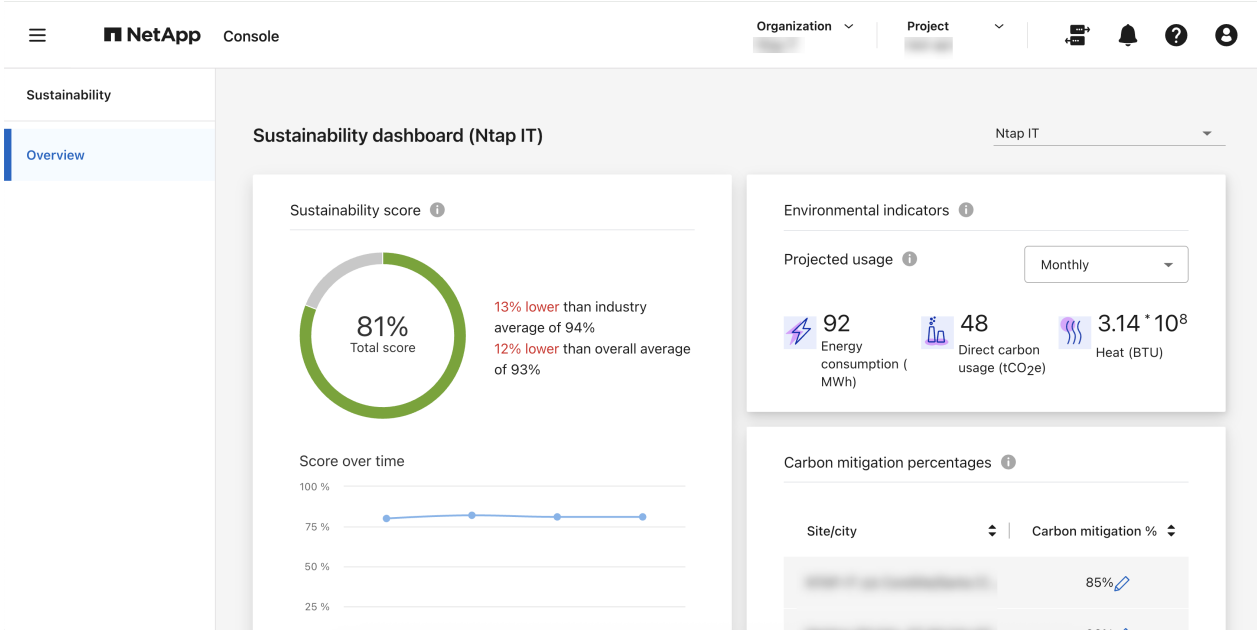 NetApp Console
Organization
Project
Sustainability
Overview
Sustainability dashboard (Ntap IT)
Ntap IT
Sustainability score
81%
Total score
13% lower than industry
average of 94%
12% lower than overall average
of 93%
Score over time
100 %
75 %
50 %
25 %
Environmental indicators
Projected usage
Monthly
92
Energy
consumption (
MWh)
48
Direct carbon
usage (tCO2e)
3.14 * 10⁸
Heat (BTU)
Carbon mitigation percentages
Site/city
Carbon mitigation %
85%